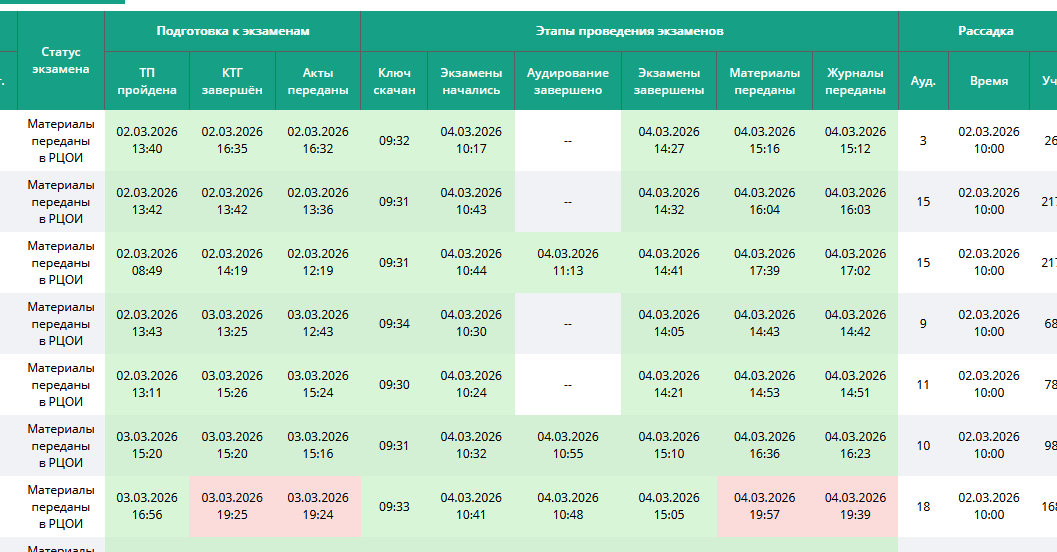 Подготовка к экзаменам
Этапы проведения экзаменов
Рассадка
Статус
экзамена
ТП
пройдена
КТГ
завершён
Акты
переданы
Ключ
скачан
Экзамены
начались
Аудирование
завершено
Экзамены
завершены
Материалы
переданы
Журналы
переданы
Ауд.
Время
Уч
Материалы
переданы
в РЦОИ
02.03.2026
13:40
02.03.2026
16:35
02.03.2026
16:32
09:32
04.03.2026
10:17
--
04.03.2026
14:27
04.03.2026
15:16
04.03.2026
15:12
3
02.03.2026
10:00
26
Материалы
переданы
в РЦОИ
02.03.2026
13:42
02.03.2026
13:42
02.03.2026
13:36
09:31
04.03.2026
10:43
--
04.03.2026
14:32
04.03.2026
16:04
04.03.2026
16:03
15
02.03.2026
10:00
217
Материалы
переданы
в РЦОИ
02.03.2026
08:49
02.03.2026
14:19
02.03.2026
12:19
09:31
04.03.2026
10:44
04.03.2026
11:13
04.03.2026
14:41
04.03.2026
17:39
04.03.2026
17:02
15
02.03.2026
10:00
217
Материалы
переданы
в РЦОИ
02.03.2026
13:43
03.03.2026
13:25
03.03.2026
12:43
09:34
04.03.2026
10:30
--
04.03.2026
14:05
04.03.2026
14:43
04.03.2026
14:42
9
02.03.2026
10:00
68
Материалы
переданы
в РЦОИ
02.03.2026
13:11
03.03.2026
15:26
03.03.2026
15:24
09:30
04.03.2026
10:24
--
04.03.2026
14:21
04.03.2026
14:53
04.03.2026
14:51
11
02.03.2026
10:00
78
Материалы
переданы
в РЦОИ
03.03.2026
15:20
03.03.2026
15:20
03.03.2026
15:16
09:31
04.03.2026
10:32
04.03.2026
10:55
04.03.2026
15:10
04.03.2026
16:36
04.03.2026
16:23
10
02.03.2026
10:00
98
Материалы
переданы
в РЦОИ
03.03.2026
16:56
03.03.2026
19:25
03.03.2026
19:24
09:33
04.03.2026
10:41
04.03.2026
10:48
04.03.2026
15:05
04.03.2026
19:57
04.03.2026
19:39
18
02.03.2026
10:00
168
Материалы